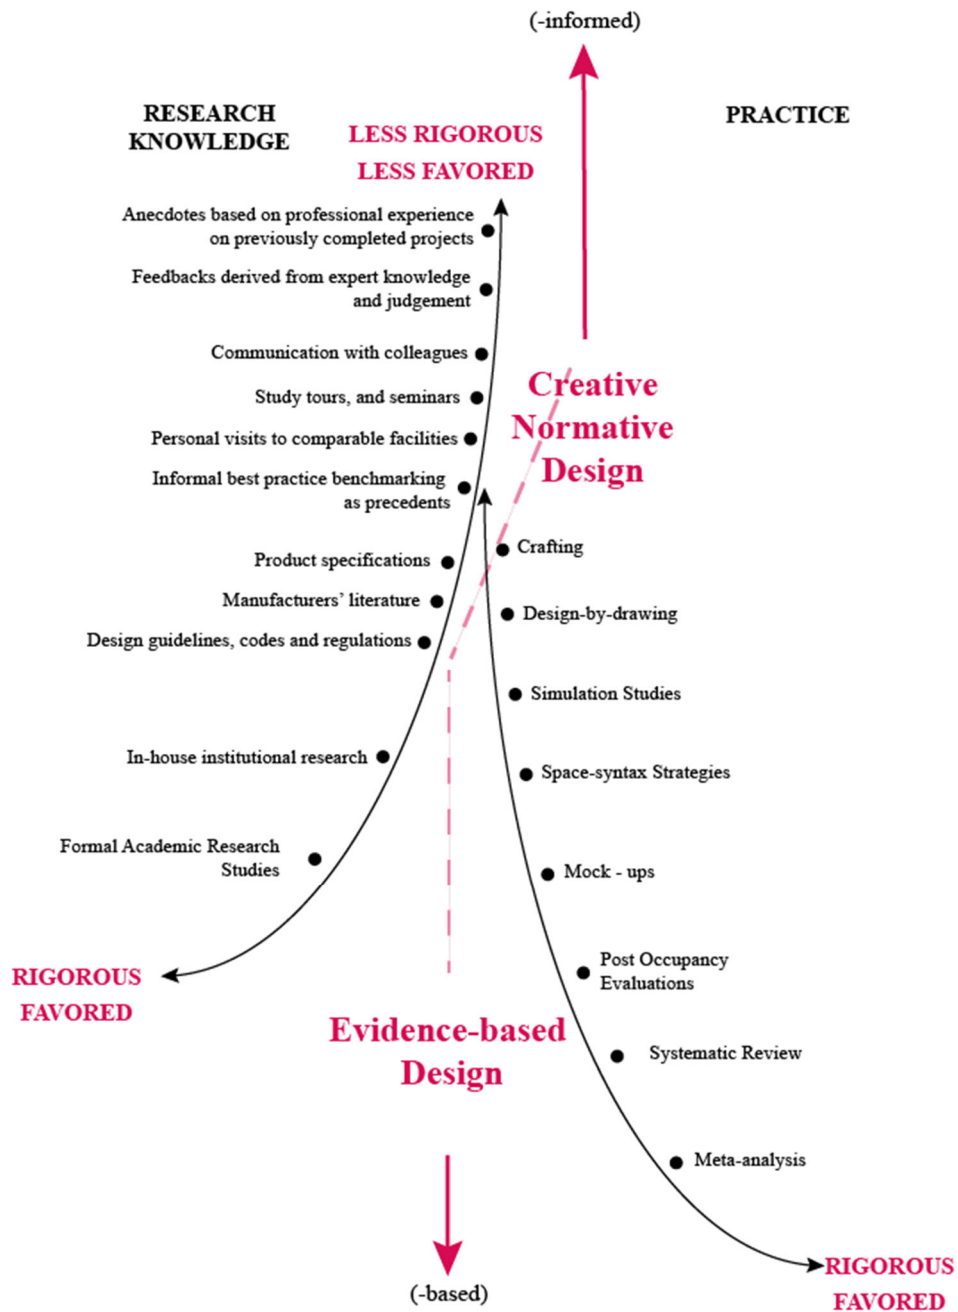 (-informed)
RESEARCH
KNOWLEDGE
PRACTICE
LESS RIGOROUS
LESS FAVORED
Anecdotes based on professional experience
on previously completed projects
Feedbacks derived from expert knowledge
and judgement
Communication with colleagues
Study tours, and seminars
Personal visits to comparable facilities
Informal best practice benchmarking
as precedents
Product specifications
Manufacturers’ literature
Design guidelines, codes and regulations
In-house institutional research
Formal Academic Research
Studies
RIGOROUS
FAVORED
Creative
Normative
Design
Crafting
Design-by-drawing
Simulation Studies
Space-syntax Strategies
Mock - ups
Post Occupancy
Evaluations
Systematic Review
Meta-analysis
Evidence-based
Design
(-based)
RIGOROUS
FAVORED